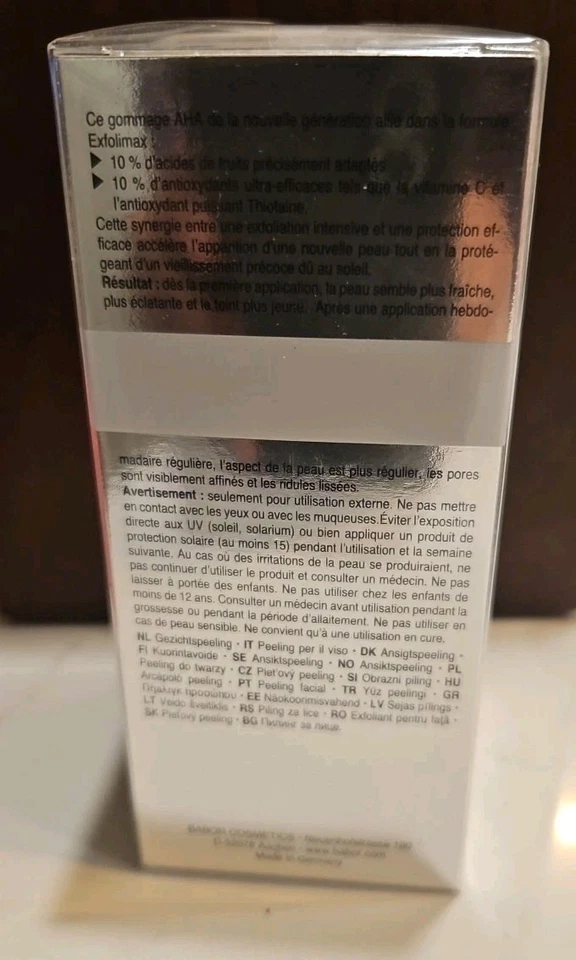 Ce gommage AHA de la nouvelle génération allie dans la formule
Exfolimax :
▶ 10 % d'acides de fruits précisément adaptés
▶ 10 % d'antioxydants ultra-efficaces tels que la vitamine C et
l'antioxydant puissant Thiotaine.
Cette synergie entre une exfoliation intensive et une protection ef-
ficace accélère l'apparition d'une nouvelle peau tout en la proté-
geant d'un vieillissement précoce dû au soleil.
Résultat : dès la première application, la peau semble plus fraîche,
plus éclatante et le teint plus jeune. Après une application hebdo-
madaire régulière, l'aspect de la peau est plus régulier, les pores
sont visiblement affinés et les ridules lissées.
Avertisement : seulement pour utilisation externe. Ne pas mettre
en contact avec les yeux ou avec les muqueuses.Éviter l'exposition
directe aux UV (soleil, solarium) ou bien appliquer un produit de
protection solaire (au moins 15) pendant l'utilisation et la semaine
suivante. Au cas où des irritations de la peau se produiraient, ne
pas continuer d'utiliser le produit et consulter un médecin. Ne pas
laisser à portée des enfants. Ne pas utiliser chez les enfants de
moins de 12 ans. Consulter un médecin avant utilisation pendant la
grossesse ou pendant la période d'allaitement. Ne pas utiliser en
cas de peau sensible. Ne convient qu'à une utilisation en cure.
NL Gezichtspeeling · IT Peeling per il viso · DK Ansigtspeeling ·
FI Kuorintavoide · SE Ansiktspeeling · NO Ansiktspeeling · PL
Peeling do twarzy · CZ Pleťový peeling · SI Obrazni piling · HU
Arcápoló peeling · PT Peeling facial · TR Yüz peelingi · GR
Πήλινγκ προσώπου · EE Näokoorimisvahend · LV Sejas pīlings ·
LT Veido šveitiklis · RS Piling za lice · RO Exfoliant pentru față ·
SK Pleťový peeling · BG Пилинг за лице.
BABOR COSMETICS · Neuenhofstrasse 180
D-52078 Aachen · www.babor.com
Made in Germany